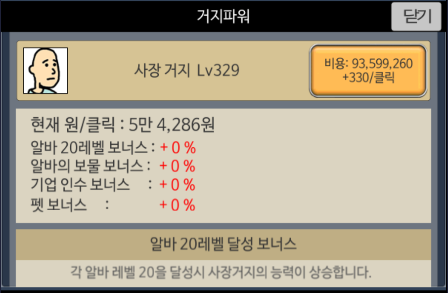 거지파워
닫기
사장 거지 Lv329
비용: 93,599,260
+330/클릭
현재 원/클릭 : 5만 4,286원
알바 20레벨 보너스 : + 0 %
알바의 보물 보너스 : + 0 %
기업 인수 보너스 : + 0 %
펫 보너스 : + 0 %
알바 20레벨 달성 보너스
각 알바 레벨 20을 달성시 사장거지의 능력이 상승합니다.